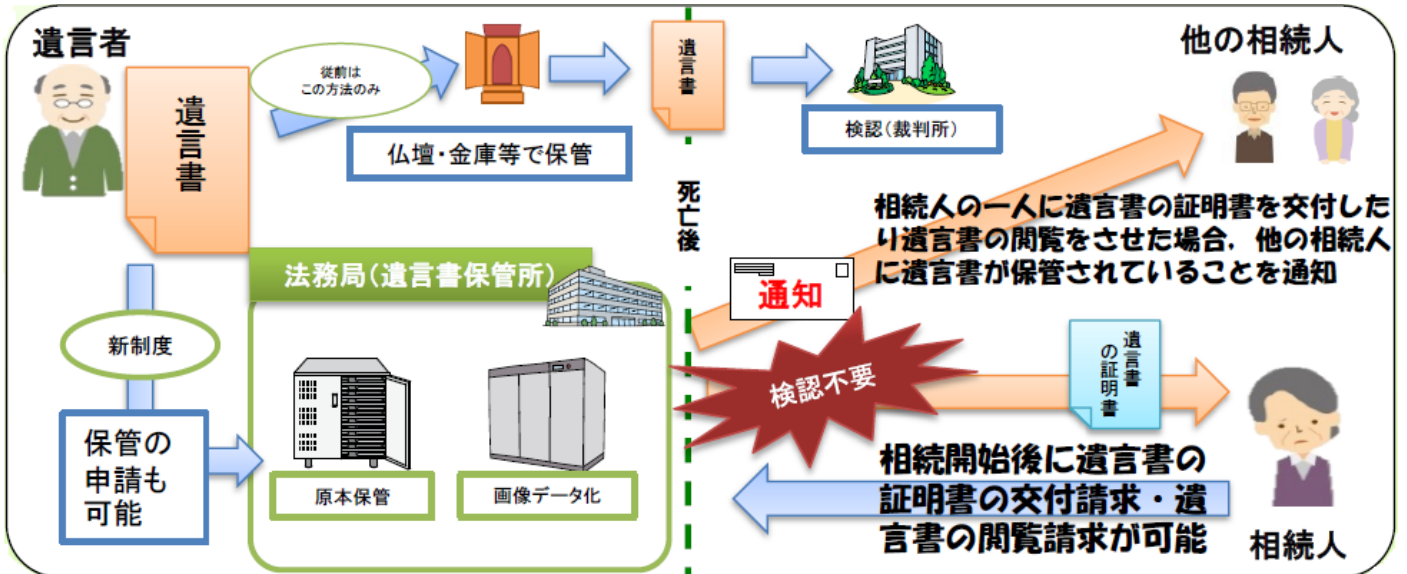 遺言者
遺言書
従前は
この方法のみ
仏壇・金庫等で保管
遺言書
検認(裁判所)
他の相続人
死亡後
相続人の一人に遺言書の証明書を交付した
り遺言書の閲覧をさせた場合,他の相続人
に遺言書が保管されていることを通知
通知
法務局(遺言書保管所)
新制度
保管の
申請も
可能
原本保管
画像データ化
検認不要
遺言書
の証明書
相続開始後に遺言書の
証明書の交付請求・遺
言書の閲覧請求が可能
相続人